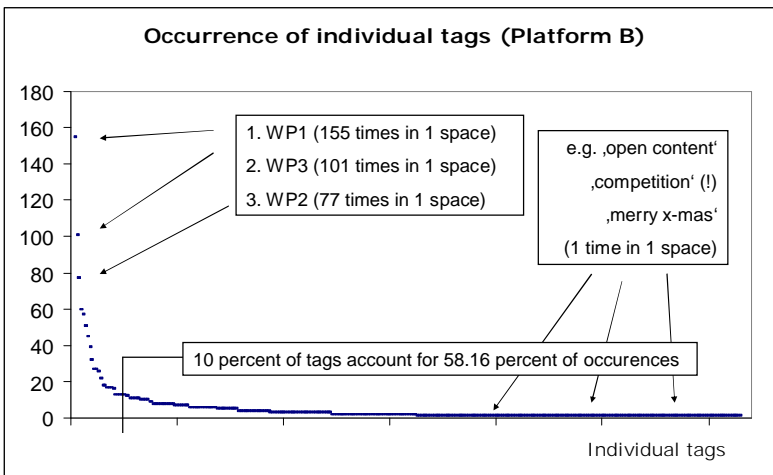 Occurrence of individual tags (Platform B)
180
160
140
120
100
80
60
40
20
0
1. WP1 (155 times in 1 space)
2. WP3 (101 times in 1 space)
3. WP2 (77 times in 1 space)
e.g. ‚open content‘
‚competition‘ (!)
‚merry x-mas‘
(1 time in 1 space)
10 percent of tags account for 58.16 percent of occurences
Individual tags